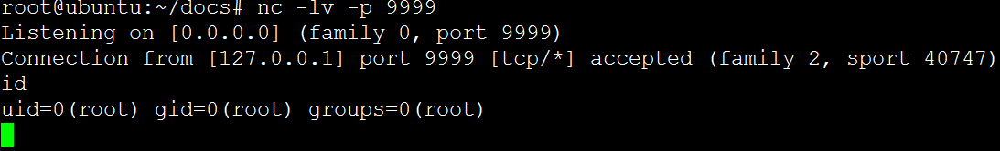 root@ubuntu:~/docs# nc -lv -p 9999
Listening on [0.0.0.0] (family 0, port 9999)
Connection from [127.0.0.1] port 9999 [tcp/*] accepted (family 2, sport 40747)
id
uid=0(root) gid=0(root) groups=0(root)